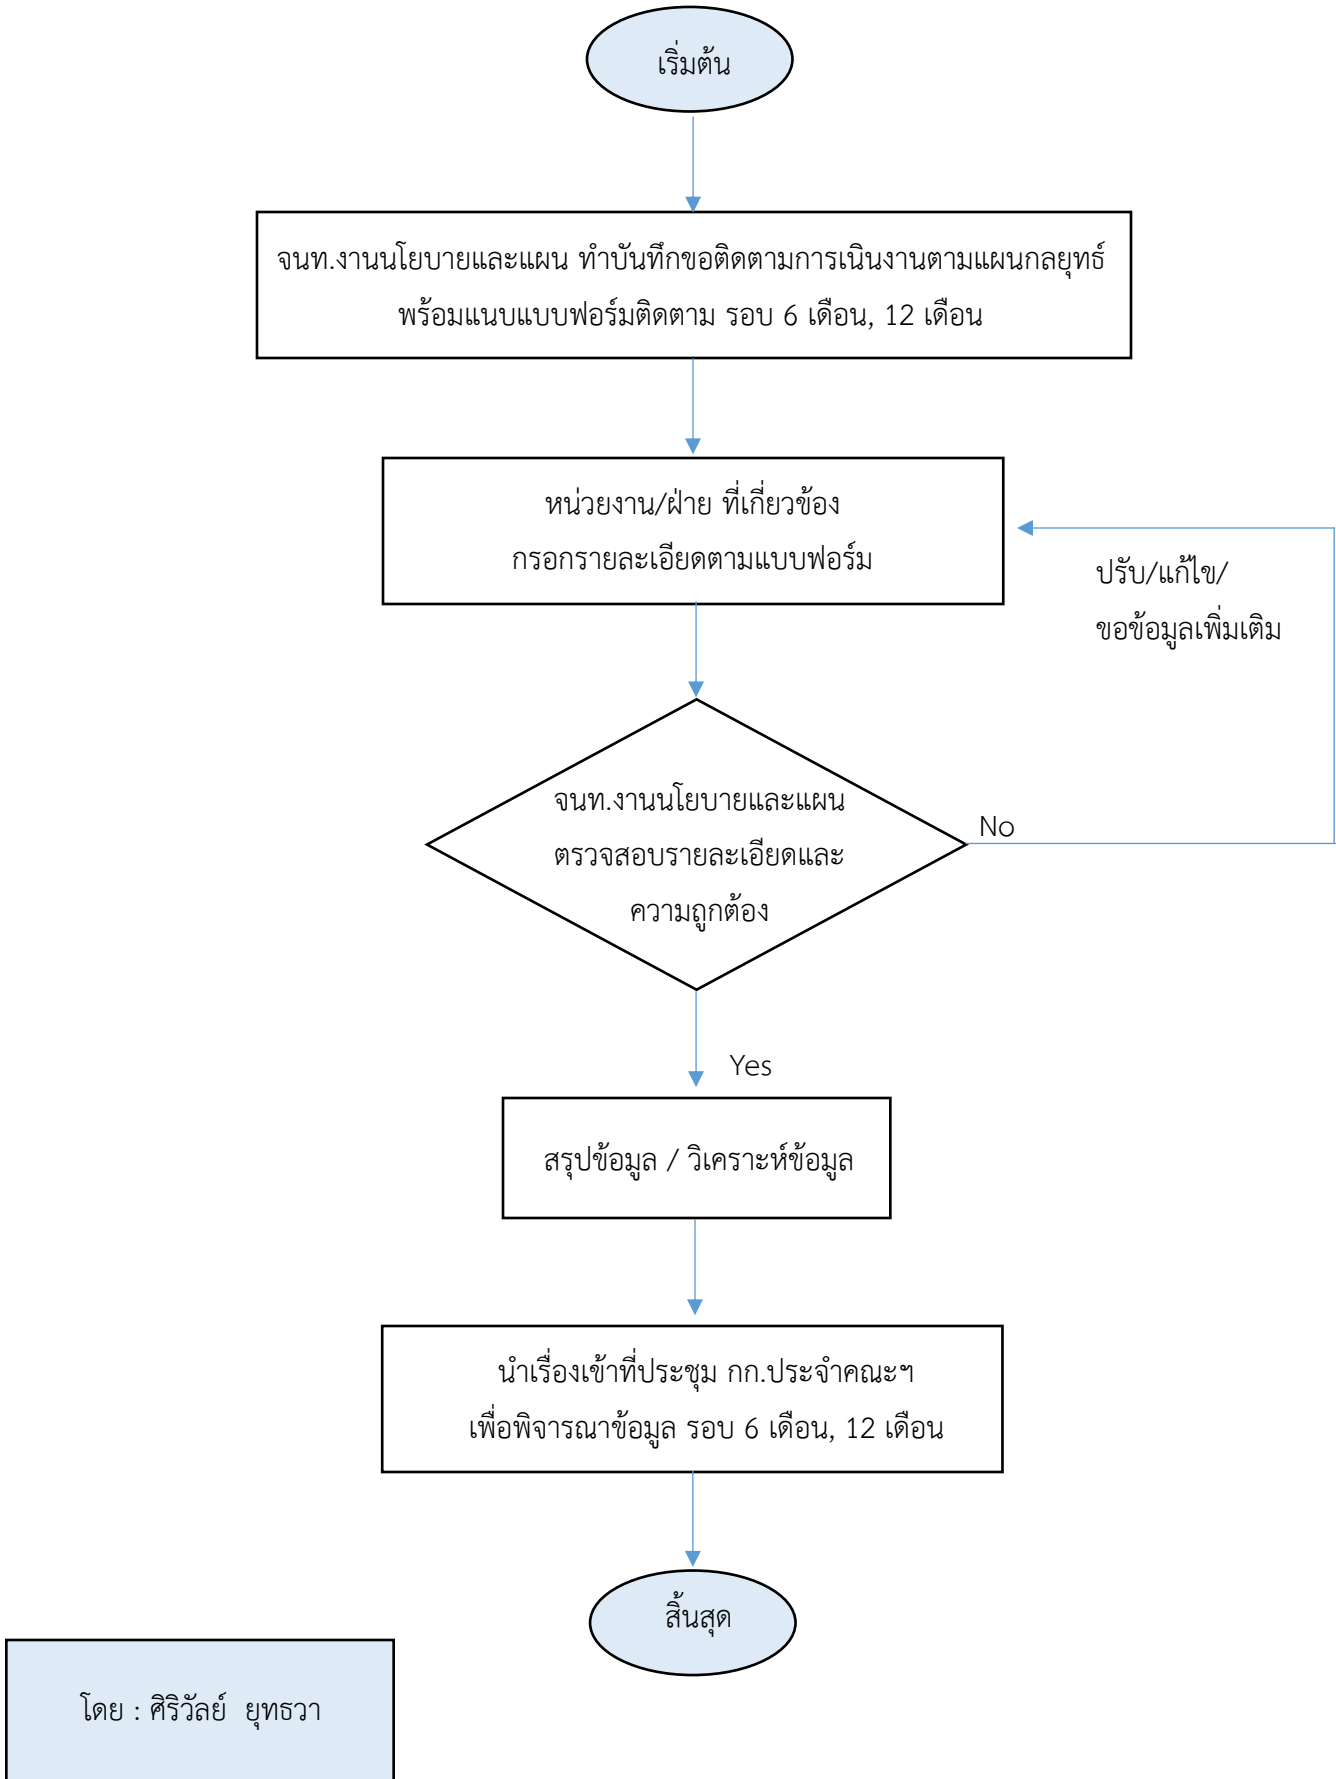 เริ่มต้น
จนท.งานนโยบายและแผน ทำบันทึกขอติดตามการเนินงานตามแผนกลยุทธ์
พร้อมแนบแบบฟอร์มติดตาม รอบ 6 เดือน, 12 เดือน
หน่วยงาน/ฝ่าย ที่เกี่ยวข้อง
กรอกรายละเอียดตามแบบฟอร์ม
ปรับ/แก้ไข/
ขอข้อมูลเพิ่มเติม
จนท.งานนโยบายและแผน
ตรวจสอบรายละเอียดและ
ความถูกต้อง
No
Yes
สรุปข้อมูล / วิเคราะห์ข้อมูล
นำเรื่องเข้าที่ประชุม กก.ประจำคณะฯ
เพื่อพิจารณาข้อมูล รอบ 6 เดือน, 12 เดือน
สิ้นสุด
โดย : ศิริวัลย์ ยุทธวา